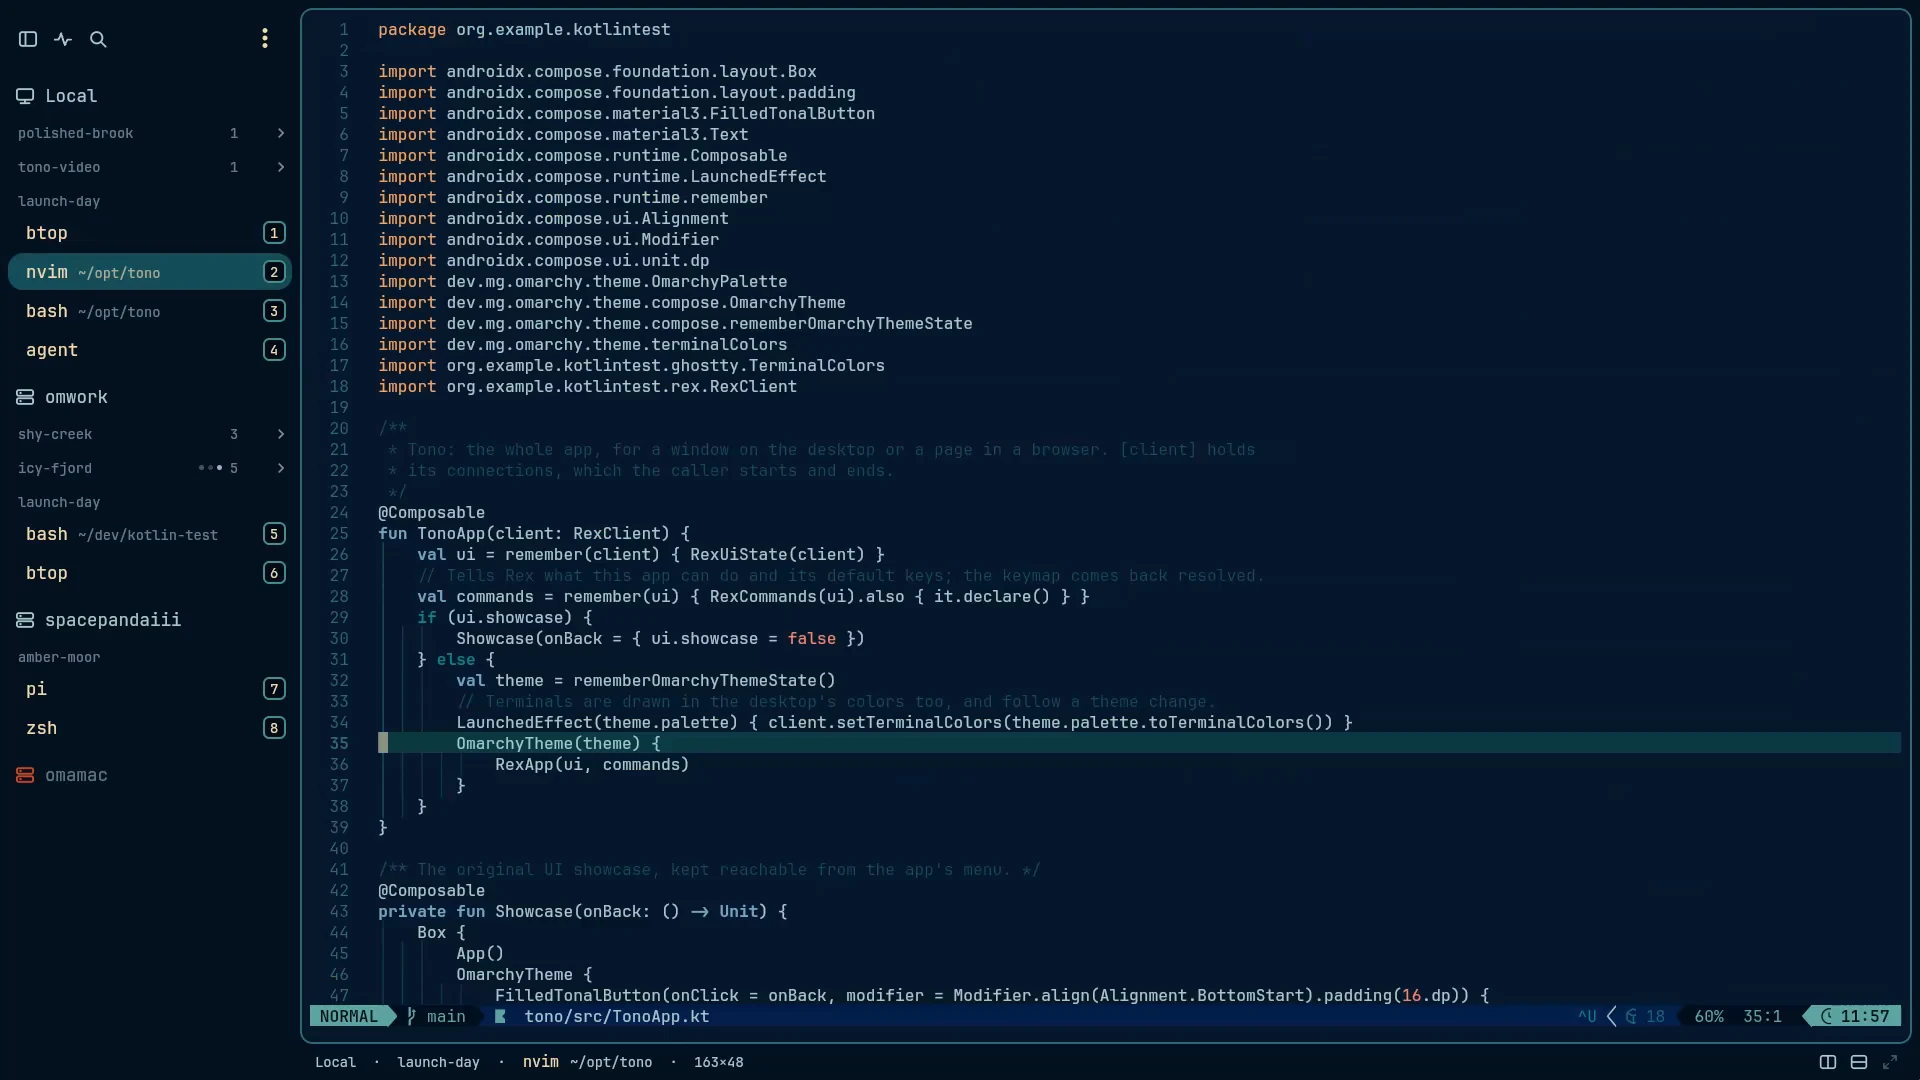 Local
polished-brook 1
tono-video 1
launch-day
btop 1
nvim ~/opt/tono 2
bash ~/opt/tono 3
agent 4
omwork
shy-creek 3
icy-fjord 5
launch-day
bash ~/dev/kotlin-test 5
btop 6
spacepandaiii
amber-moor
pi 7
zsh 8
omamac
1 package org.example.kotlintest
2
3 import androidx.compose.foundation.layout.Box
4 import androidx.compose.foundation.layout.padding
5 import androidx.compose.material3.FilledTonalButton
6 import androidx.compose.material3.Text
7 import androidx.compose.runtime.Composable
8 import androidx.compose.runtime.LaunchedEffect
9 import androidx.compose.runtime.remember
10 import androidx.compose.ui.Alignment
11 import androidx.compose.ui.Modifier
12 import androidx.compose.ui.unit.dp
13 import dev.mg.omarchy.theme.OmarchyPalette
14 import dev.mg.omarchy.theme.compose.OmarchyTheme
15 import dev.mg.omarchy.theme.compose.rememberOmarchyThemeState
16 import dev.mg.omarchy.theme.terminalColors
17 import org.example.kotlintest.ghostty.TerminalColors
18 import org.example.kotlintest.rex.RexClient
19
20 /**
21 * Tono: the whole app, for a window on the desktop or a page in a browser. [client] holds
22 * its connections, which the caller starts and ends.
23 */
24 @Composable
25 fun TonoApp(client: RexClient) {
26 val ui = remember(client) { RexUiState(client) }
27 // Tells Rex what this app can do and its default keys; the keymap comes back resolved.
28 val commands = remember(ui) { RexCommands(ui).also { it.declare() } }
29 if (ui.showcase) {
30 Showcase(onBack = { ui.showcase = false })
31 } else {
32 val theme = rememberOmarchyThemeState()
33 // Terminals are drawn in the desktop's colors too, and follow a theme change.
34 LaunchedEffect(theme.palette) { client.setTerminalColors(theme.palette.toTerminalColors()) }
35 OmarchyTheme(theme) {
36 RexApp(ui, commands)
37 }
38 }
39 }
40
41 /** The original UI showcase, kept reachable from the app's menu. */
42 @Composable
43 private fun Showcase(onBack: () → Unit) {
44 Box {
45 App()
46 OmarchyTheme {
47 FilledTonalButton(onClick = onBack, modifier = Modifier.align(Alignment.BottomStart).padding(16.dp)) {
NORMAL main tono/src/TonoApp.kt ^U 18 60% 35:1 11:57
Local · launch-day · nvim ~/opt/tono · 163×48